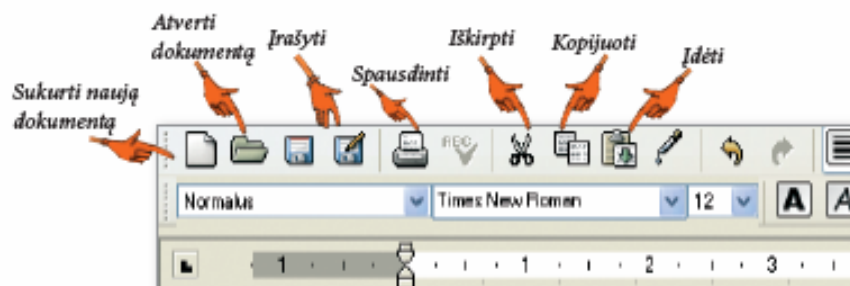 Atverti
dokumentą
Įrašyti
Iškirpti
Kopijuoti
Įdėti
Spausdinti
Sukurti naują
dokumentą
ABC
Normalus
Times New Roman
12
A
A
1 1 2 3